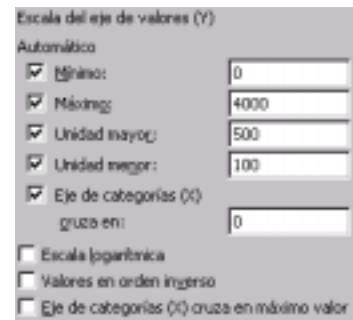 Escala del eje de valores (Y)
Automático
Mínimo: 0
Máximo: 4000
Unidad mayor: 500
Unidad menor: 100
Eje de categorías (X)
cruza en: 0
Escala logarítmica
Valores en orden inverso
Eje de categorías (X) cruza en máximo valor